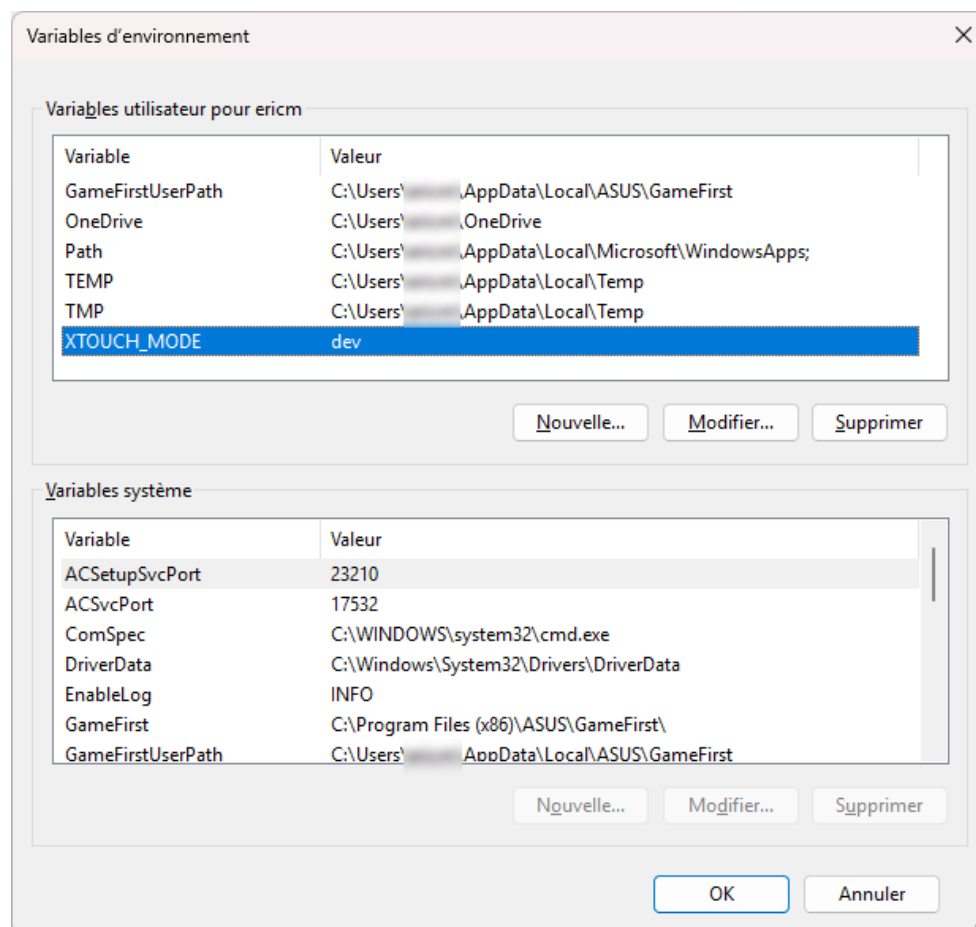 Variables d'environnement
Variables utilisateur pour ericm
Variable Valeur
GameFirstUserPath C:\Users\ \AppData\Local\ASUS\GameFirst
OneDrive C:\Users\ \OneDrive
Path C:\Users\ \AppData\Local\Microsoft\WindowsApps;
TEMP C:\Users\ \AppData\Local\Temp
TMP C:\Users\ \AppData\Local\Temp
XTOUCH_MODE dev
Nouvelle... Modifier... Supprimer
Variables système
Variable Valeur
ACSetupSvcPort 23210
ACSvcPort 17532
ComSpec C:\WINDOWS\system32\cmd.exe
DriverData C:\Windows\System32\Drivers\DriverData
EnableLog INFO
GameFirst C:\Program Files (x86)\ASUS\GameFirst\
GameFirstUserPath C:\Users\ AppData\Local\ASUS\GameFirst
Nouvelle... Modifier... Supprimer
OK Annuler